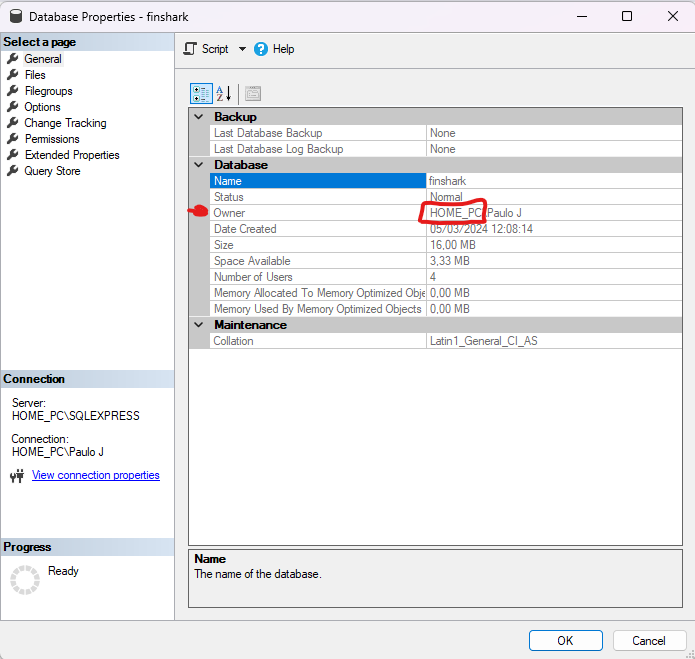 Database Properties - finshark
Select a page
General
Files
Filegroups
Options
Change Tracking
Permissions
Extended Properties
Query Store
Script
Help
Backup
Last Database Backup None
Last Database Log Backup None
Database
Name finshark
Status Normal
Owner HOME_PC\Paulo J
Date Created 05/03/2024 12:08:14
Size 16,00 MB
Space Available 3,33 MB
Number of Users 4
Memory Allocated To Memory Optimized Obje 0,00 MB
Memory Used By Memory Optimized Objects 0,00 MB
Maintenance
Collation Latin1_General_CI_AS
Connection
Server:
HOME_PC\SQLEXPRESS
Connection:
HOME_PC\Paulo J
View connection properties
Progress
Ready
Name
The name of the database.
OK Cancel